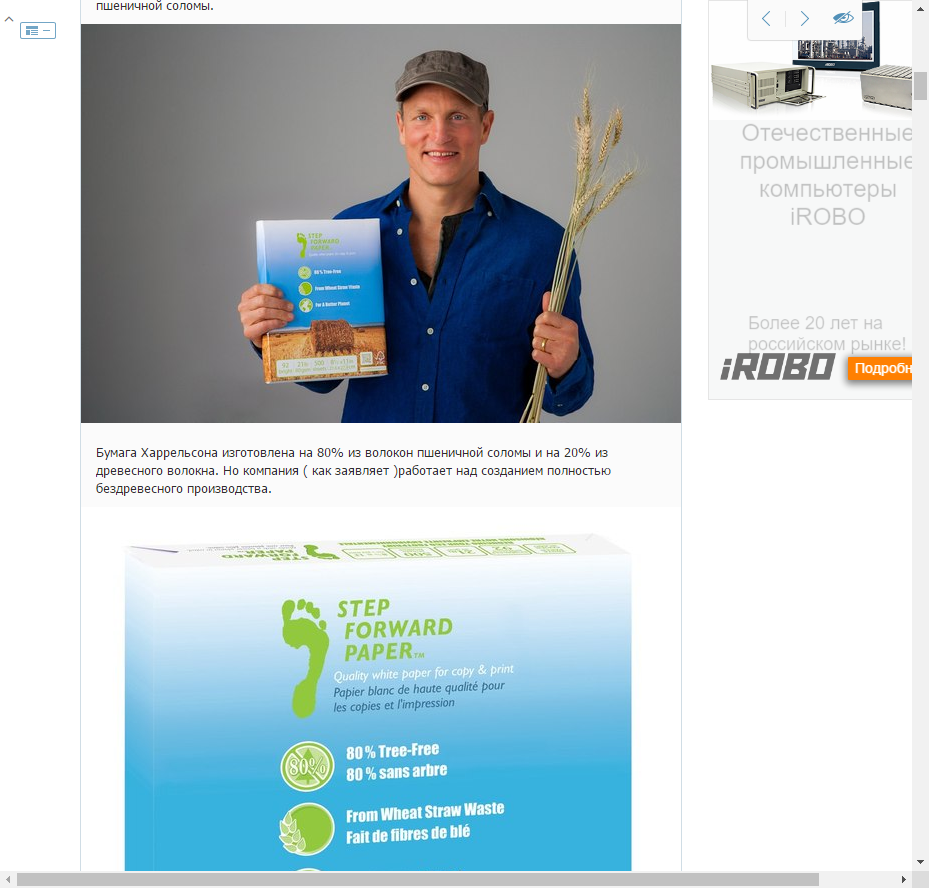 пшеничной соломы.
STEP
FORWARD
PAPER
80% Tree-Free
From Wheat Straw Waste
For A Better Planet
Бумага Харрельсона изготовлена на 80% из волокон пшеничной соломы и на 20% из
древесного волокна. Но компания ( как заявляет )работает над созданием полностью
бездревесного производства.
STEP
FORWARD
PAPER™
Quality white paper for copy & print
Papier blanc de haute qualité pour
les copies et l'impression
80%
80% Tree-Free
80% sans arbre
From Wheat Straw Waste
Fait de fibres de blé
iROBO
Отечественные
промышленные
компьютеры
iROBO
Более 20 лет на
российском рынке!
iROBO
Подробн